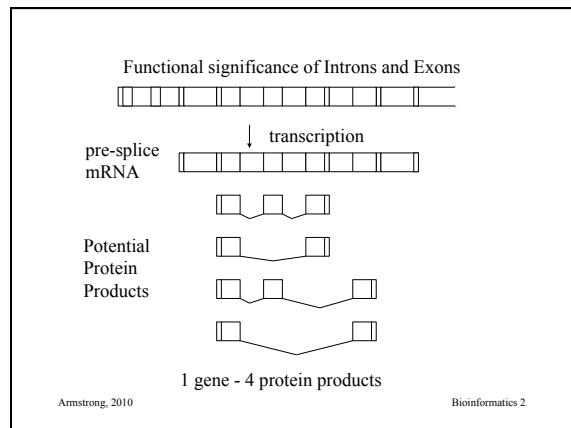 Functional significance of Introns and Exons
transcription
pre-splice
mRNA
Potential
Protein
Products
1 gene - 4 protein products
Armstrong, 2010
Bioinformatics 2